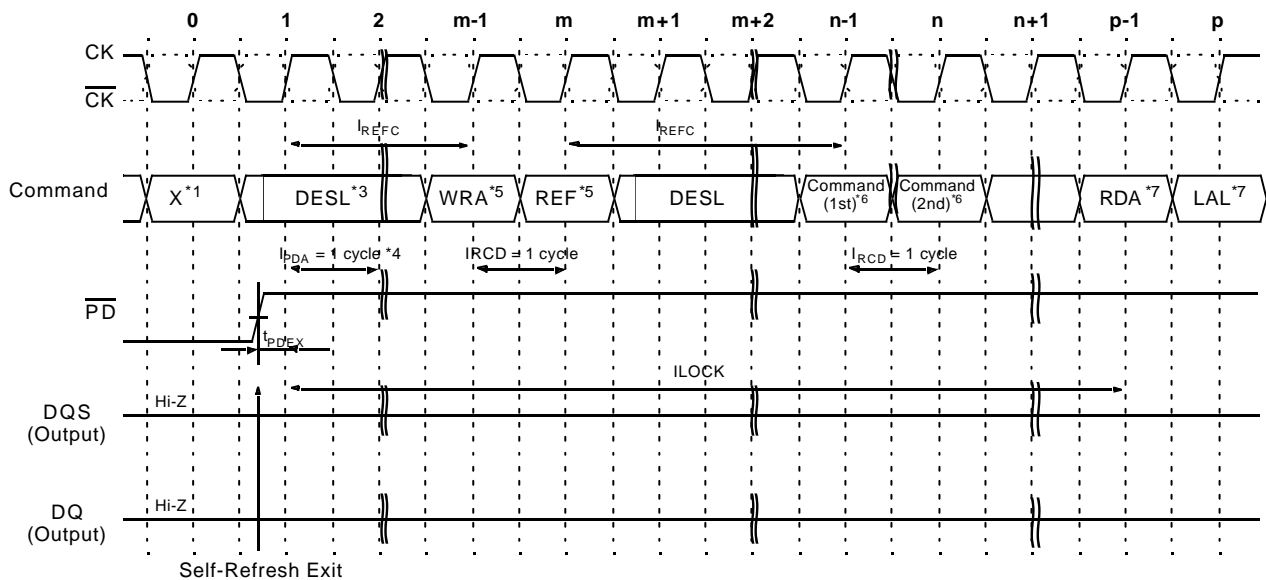 0 1 2 m-1 m m+1 m+2 n-1 n n+1 p-1 p
CK
CK
IREFC IREFC
Command X*1 DESL*3 WRA*5 REF*5 DESL Command (1st)*6 Command (2nd)*6 RDA*7 LAL*7
IPDA = 1 cycle *4 IRCD = 1 cycle IRCD = 1 cycle
PD
tPDEX
ILOCK
Hi-Z
DQS
(Output)
Hi-Z
DQ
(Output)
Self-Refresh Exit